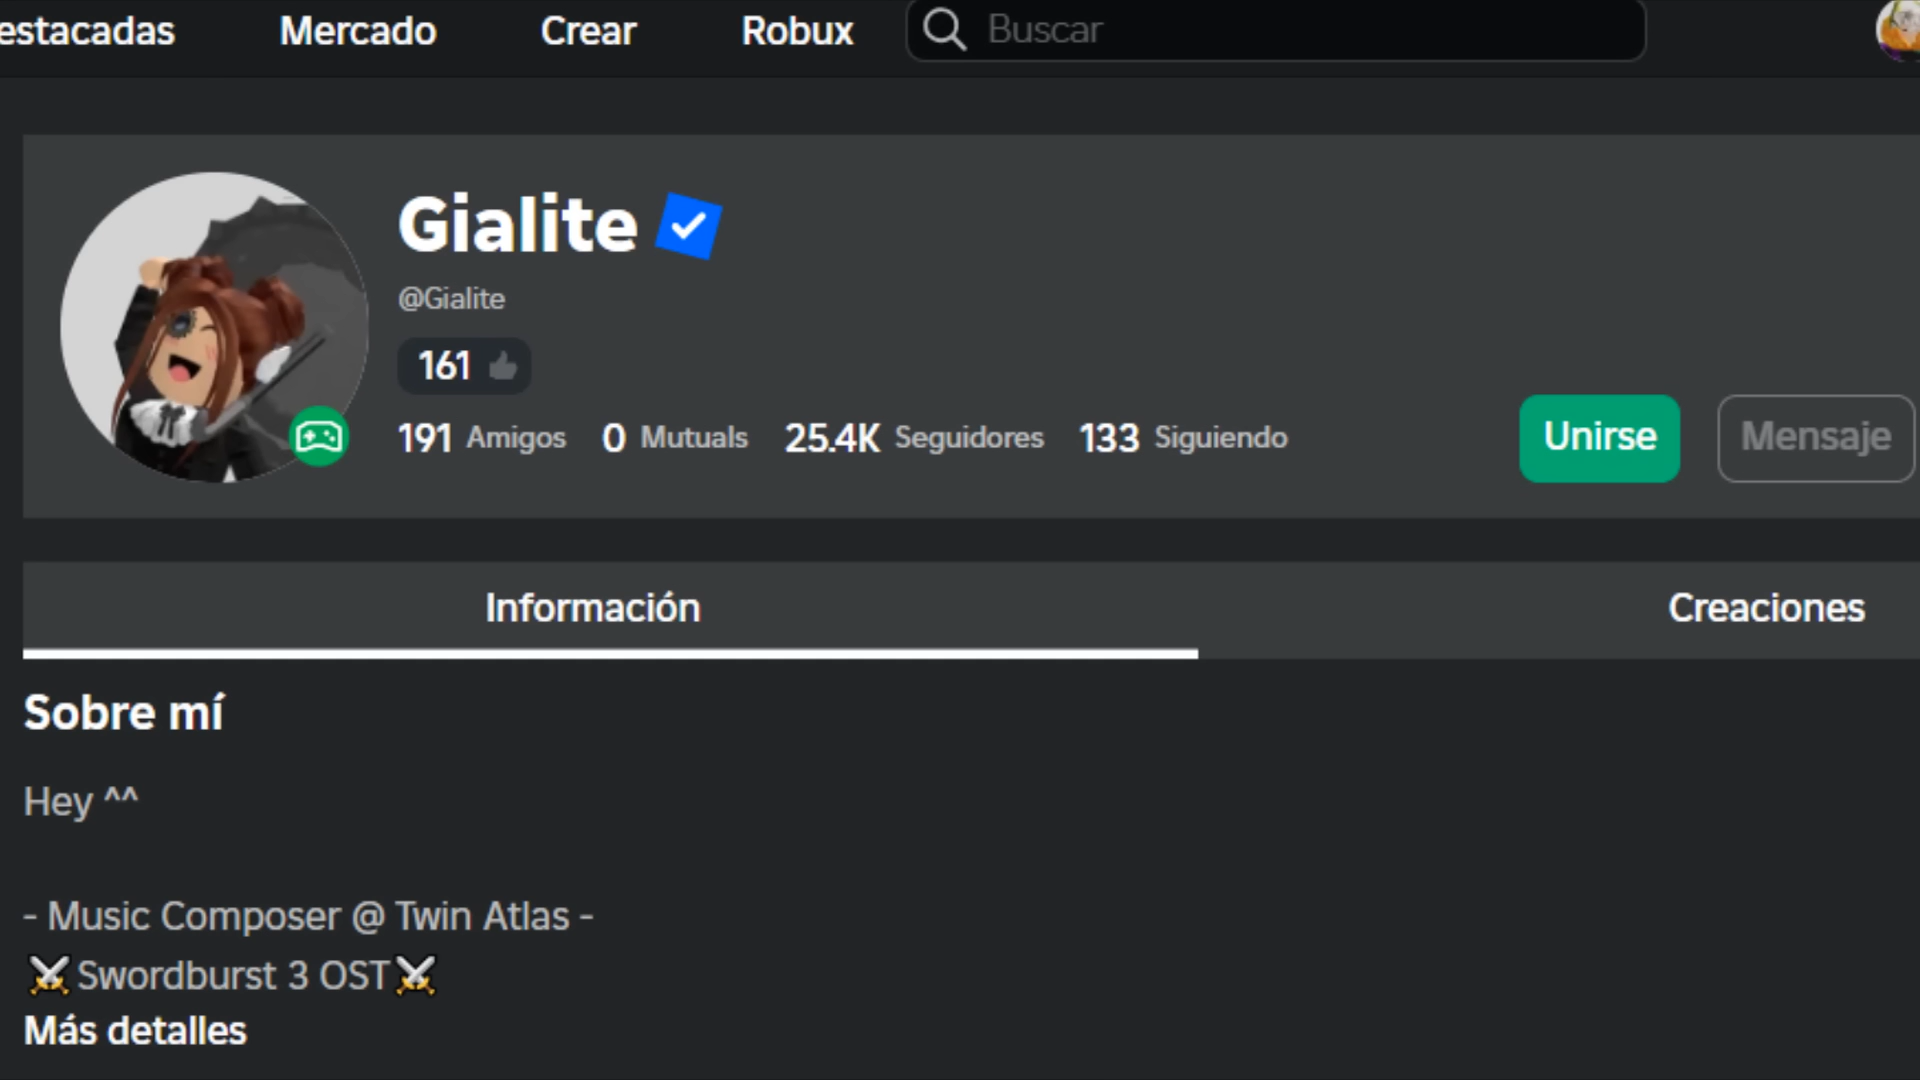 estacadas Mercado Crear Robux Buscar
Gialite
@Gialite
161
191 Amigos 0 Mutuals 25.4K Seguidores 133 Siguiendo
Unirse Mensaje
Información Creaciones
Sobre mí
Hey ^^
- Music Composer @ Twin Atlas -
⚔️Swordburst 3 OST⚔️
Más detalles